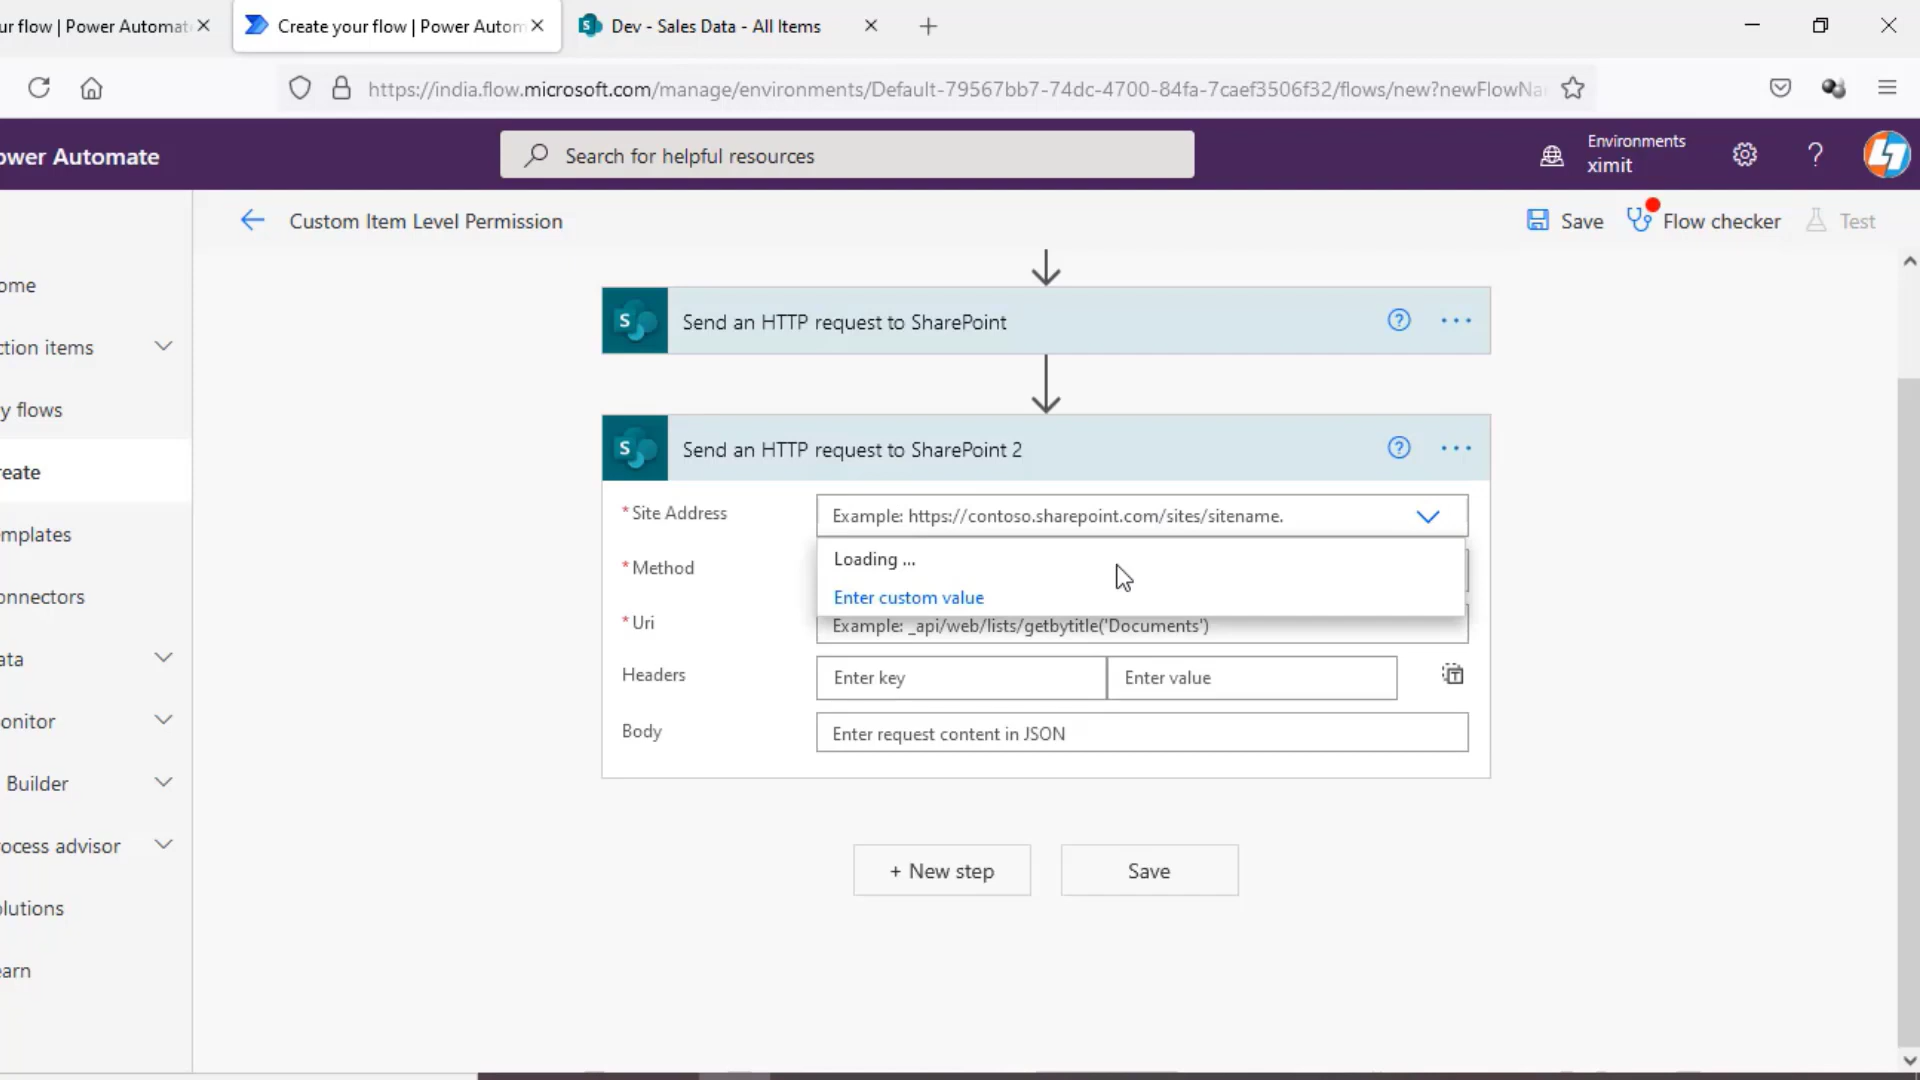 ur flow | Power Automat
Create your flow | Power Autom
Dev - Sales Data - All Items
https://india.flow.microsoft.com/manage/environments/Default-79567bb7-74dc-4700-84fa-7caef3506f32/flows/new?newFlowNa
ower Automate
Search for helpful resources
Environments
ximit
Custom Item Level Permission
Save
Flow checker
Test
ome
ction items
y flows
reate
emplates
onnectors
ata
onitor
Builder
rocess advisor
olutions
earn
Send an HTTP request to SharePoint
Send an HTTP request to SharePoint 2
* Site Address
Example: https://contoso.sharepoint.com/sites/sitename.
Loading ...
* Method
Enter custom value
* Uri
Example: _api/web/lists/getbytitle('Documents')
Headers
Enter key
Enter value
Body
Enter request content in JSON
+ New step
Save